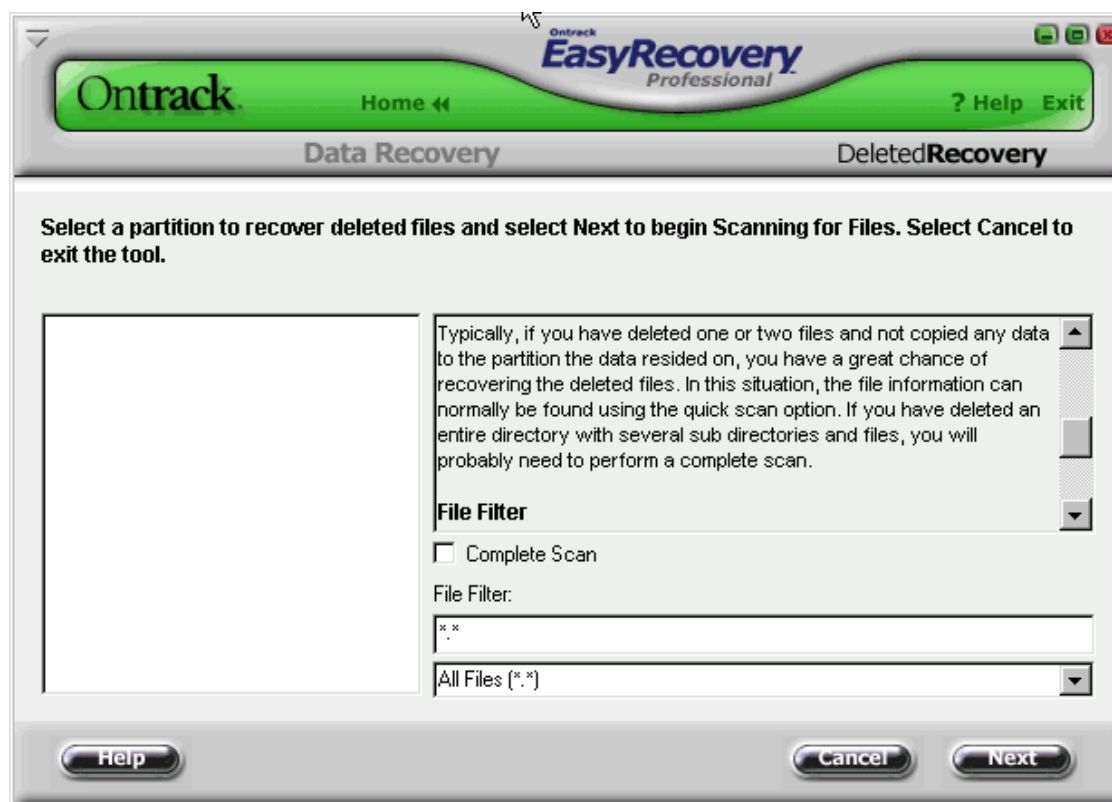 Ontrack
EasyRecovery
Professional
Ontrack.
Home
? Help Exit
Data Recovery
DeletedRecovery
Select a partition to recover deleted files and select Next to begin Scanning for Files. Select Cancel to
exit the tool.
Typically, if you have deleted one or two files and not copied any data
to the partition the data resided on, you have a great chance of
recovering the deleted files. In this situation, the file information can
normally be found using the quick scan option. If you have deleted an
entire directory with several sub directories and files, you will
probably need to perform a complete scan.
File Filter
Complete Scan
File Filter:
*.*
All Files (*.*)
Help
Cancel
Next